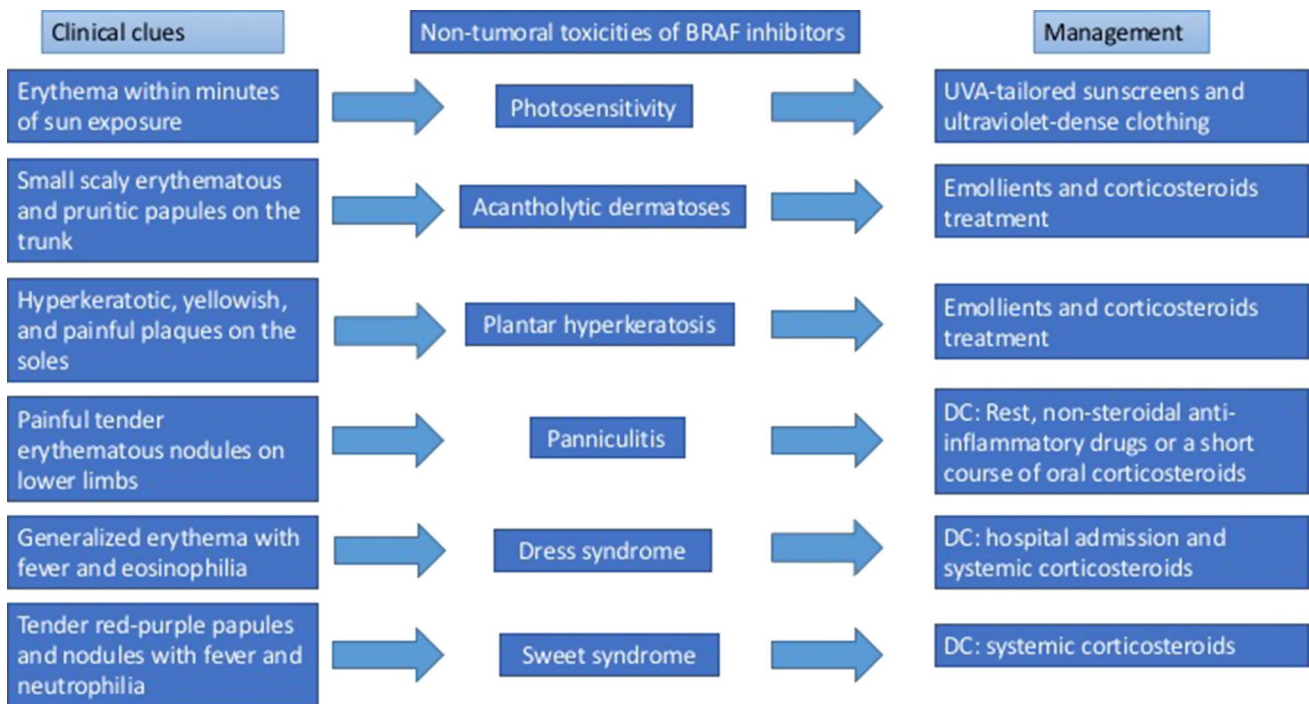 Clinical clues
Non-tumoral toxicities of BRAF inhibitors
Management
Erythema within minutes
of sun exposure
Photosensitivity
UVA-tailored sunscreens and
ultraviolet-dense clothing
Small scaly erythematous
and pruritic papules on the
trunk
Acantholytic dermatoses
Emollients and corticosteroids
treatment
Hyperkeratotic, yellowish,
and painful plaques on the
soles
Plantar hyperkeratosis
Emollients and corticosteroids
treatment
Painful tender
erythematous nodules on
lower limbs
Panniculitis
DC: Rest, non-steroidal anti-
inflammatory drugs or a short
course of oral corticosteroids
Generalized erythema with
fever and eosinophilia
Dress syndrome
DC: hospital admission and
systemic corticosteroids
Tender red-purple papules
and nodules with fever and
neutrophilia
Sweet syndrome
DC: systemic corticosteroids